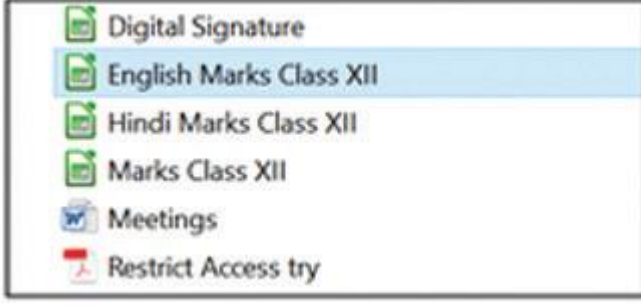 Digital Signature
English Marks Class XII
Hindi Marks Class XII
Marks Class XII
Meetings
Restrict Access try